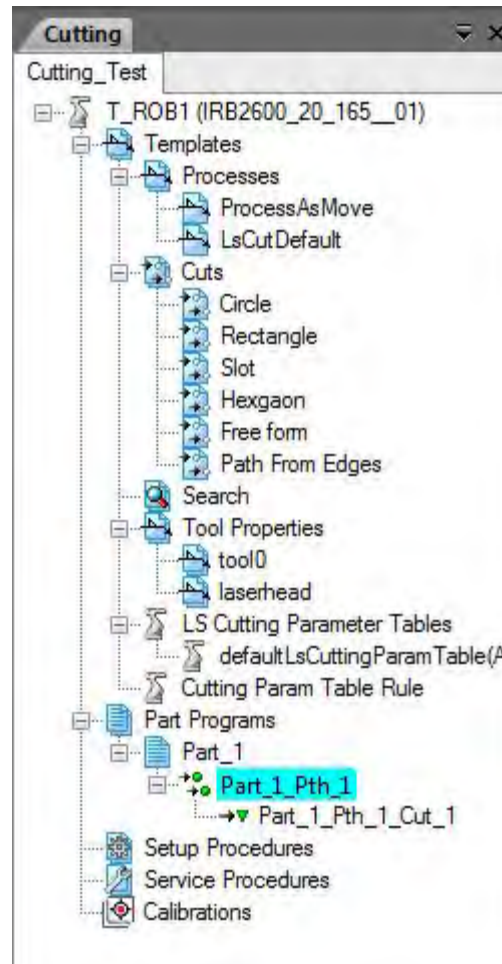 Cutting
Cutting_Test
T_ROB1 (IRB2600_20_165__01)
Templates
Processes
ProcessAsMove
LsCutDefault
Cuts
Circle
Rectangle
Slot
Hexgaon
Free form
Path From Edges
Search
Tool Properties
tool0
laserhead
LS Cutting Parameter Tables
defaultLsCuttingParamTable(A
Cutting Param Table Rule
Part Programs
Part_1
Part_1_Pth_1
Part_1_Pth_1_Cut_1
Setup Procedures
Service Procedures
Calibrations